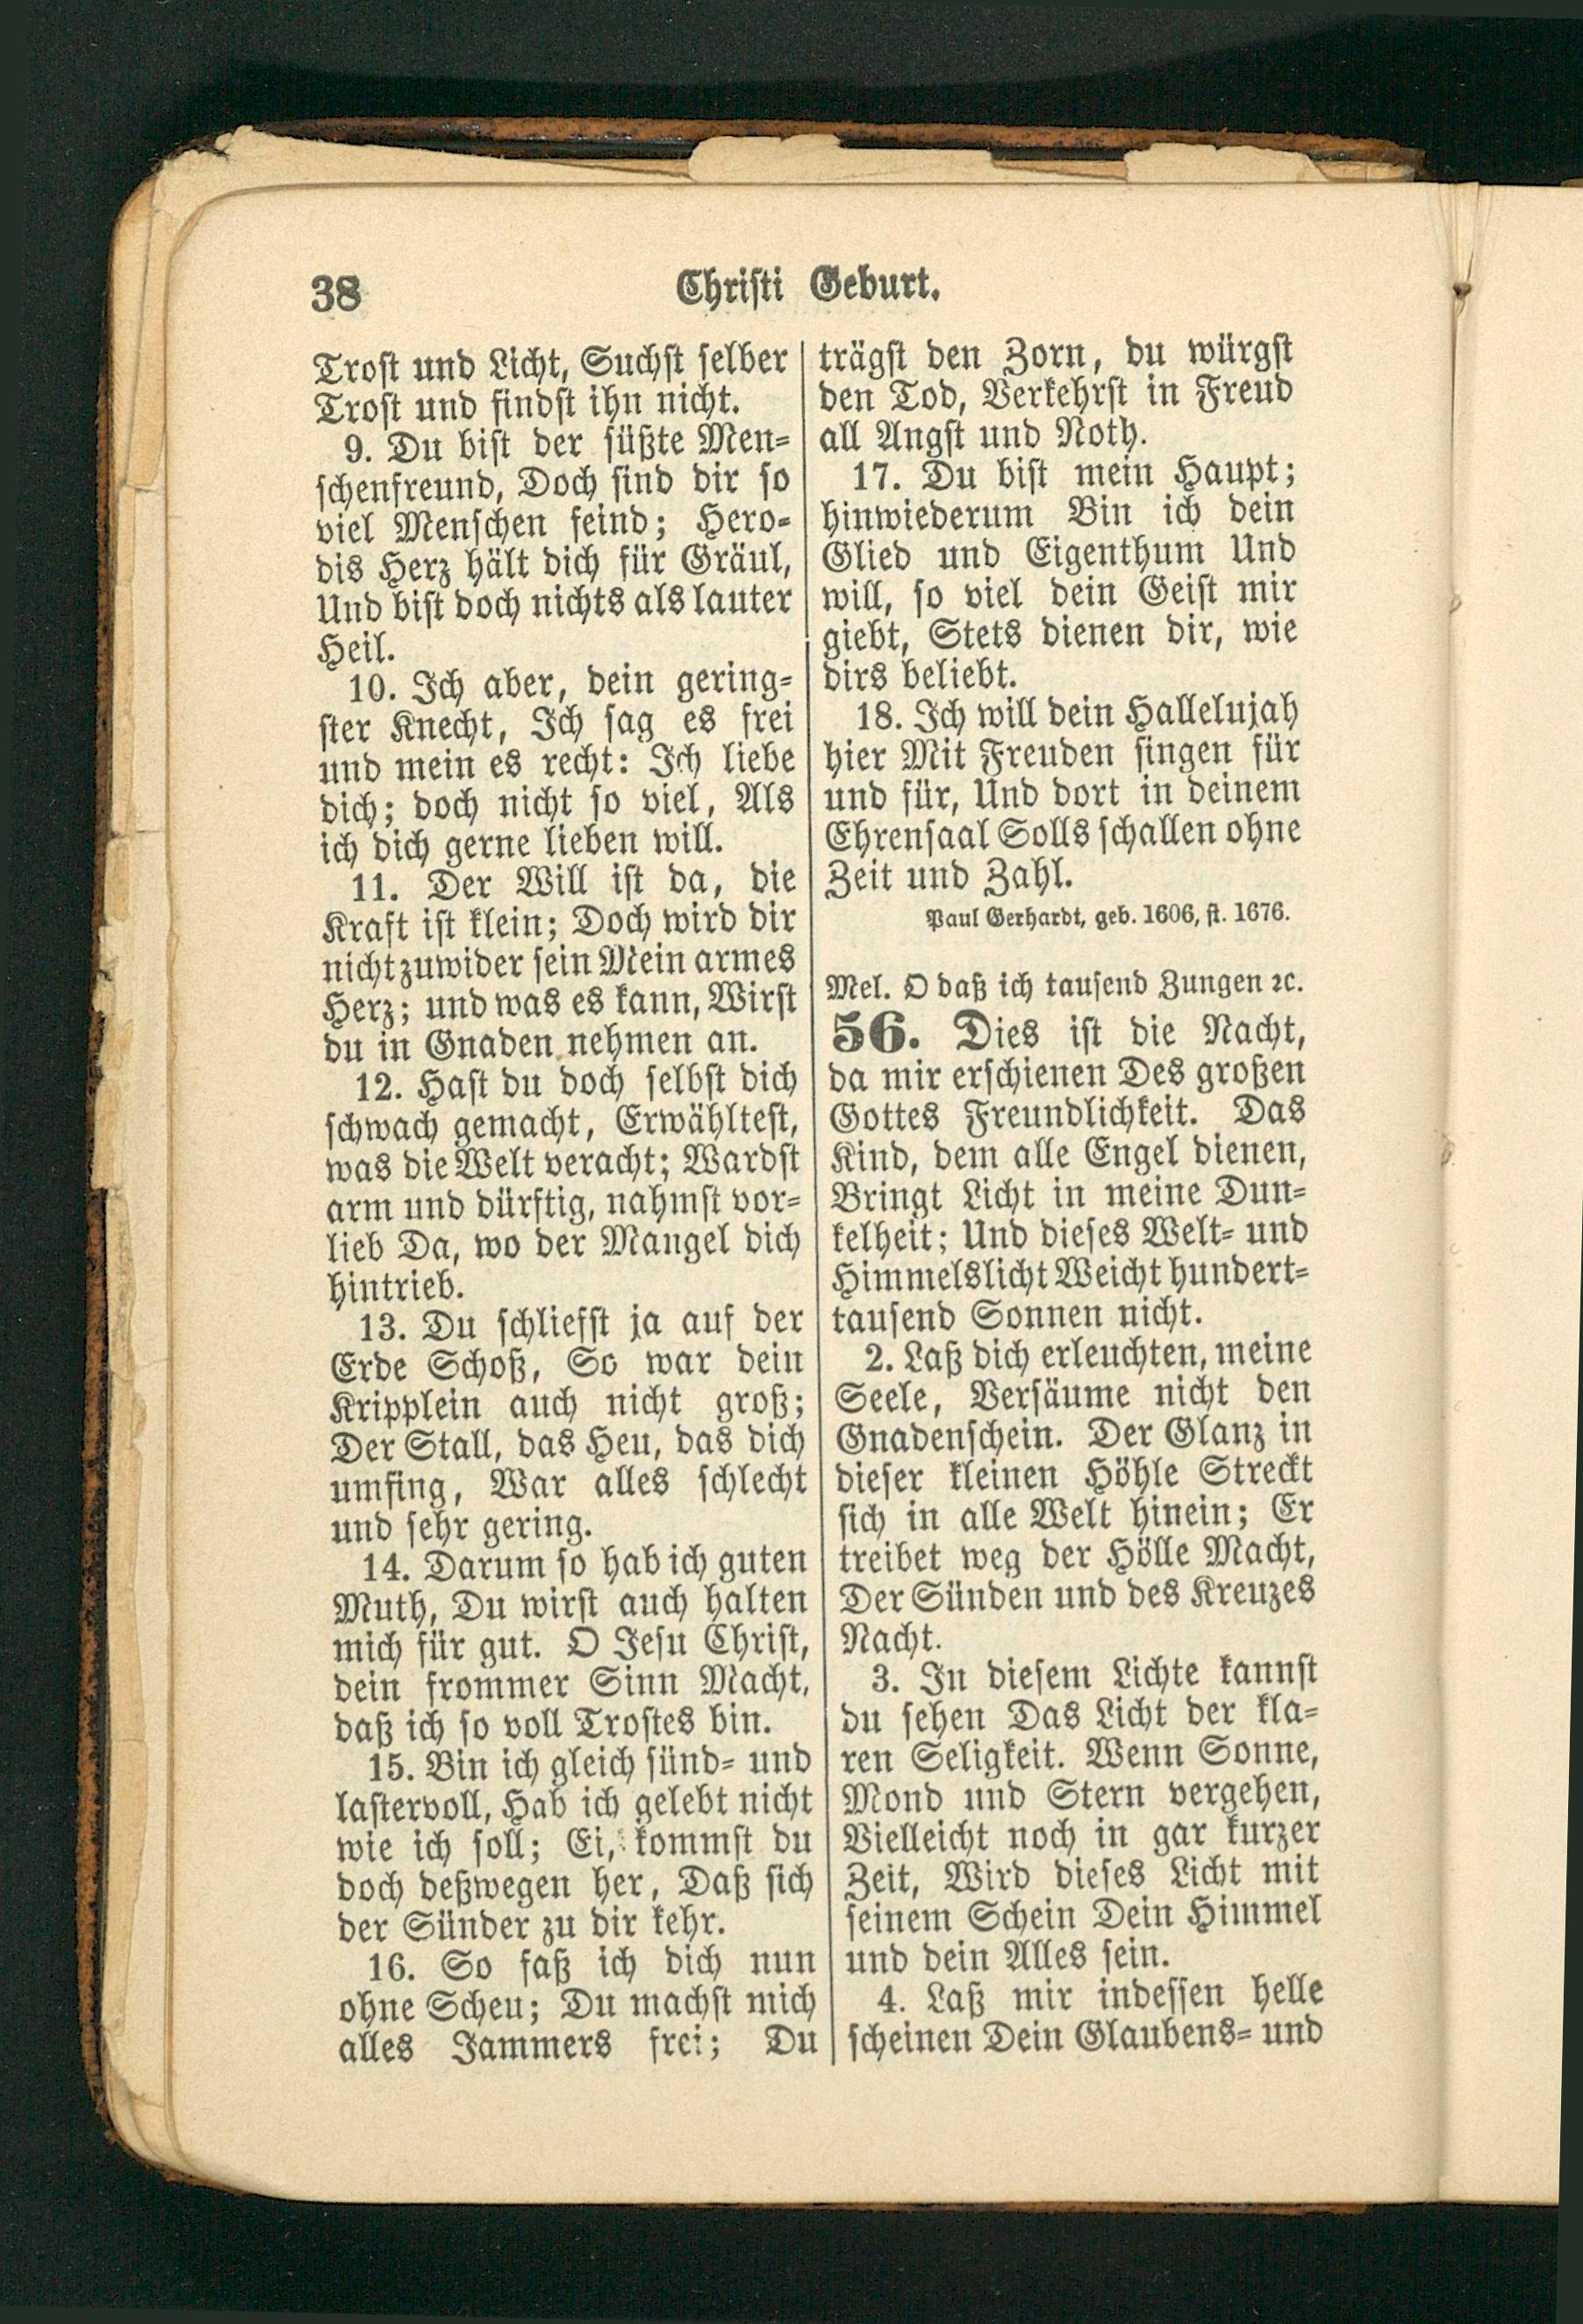 38
Christi Geburt.
Trost und Licht, Suchst selber
Trost und findst ihn nicht.
9. Du bist der süßte Men-
schenfreund, Doch sind dir so
viel Menschen feind; Hero-
dis Herz hält dich für Gräul,
Und bist doch nichts als lauter
Heil.
10. Ich aber, dein gering-
ster Knecht, Ich sag es frei
und mein es recht: Ich liebe
dich; doch nicht so viel, Als
ich dich gerne lieben will.
11. Der Will ist da, die
Kraft ist klein; Doch wird dir
nicht zuwider sein Mein armes
Herz; und was es kann, Wirst
du in Gnaden nehmen an.
12. Hast du doch selbst dich
schwach gemacht, Erwähltest,
was die Welt veracht; Wardst
arm und dürftig, nahmst vor-
lieb Da, wo der Mangel dich
hintrieb.
13. Du schliefst ja auf der
Erde Schoß, So war dein
Kripplein auch nicht groß;
Der Stall, das Heu, das dich
umfing, War alles schlecht
und sehr gering.
14. Darum so hab ich guten
Muth, Du wirst auch halten
mich für gut. O Jesu Christ,
dein frommer Sinn Macht,
daß ich so voll Trostes bin.
15. Bin ich gleich sünd- und
lastervoll, Hab ich gelebt nicht
wie ich soll; Ei, kommst du
doch deßwegen her, Daß sich
der Sünder zu dir kehr.
16. So faß ich dich nun
ohne Scheu; Du machst mich
alles Jammers frei; Du
trägst den Zorn, du würgst
den Tod, Verkehrst in Freud
all Angst und Noth.
17. Du bist mein Haupt;
hinwiederum Bin ich dein
Glied und Eigenthum Und
will, so viel dein Geist mir
giebt, Stets dienen dir, wie
dirs beliebt.
18. Ich will dein Hallelujah
hier Mit Freuden singen für
und für, Und dort in deinem
Ehrensaal Solls schallen ohne
Zeit und Zahl.
Paul Gerhardt, geb. 1606, st. 1676.
Mel. O daß ich tausend Zungen ꝛc.
56. Dies ist die Nacht,
da mir erschienen Des großen
Gottes Freundlichkeit. Das
Kind, dem alle Engel dienen,
Bringt Licht in meine Dun-
kelheit; Und dieses Welt- und
Himmelslicht Weicht hundert-
tausend Sonnen nicht.
2. Laß dich erleuchten, meine
Seele, Versäume nicht den
Gnadenschein. Der Glanz in
dieser kleinen Höhle Streckt
sich in alle Welt hinein; Er
treibet weg der Hölle Macht,
Der Sünden und des Kreuzes
Nacht.
3. In diesem Lichte kannst
du sehen Das Licht der kla-
ren Seligkeit. Wenn Sonne,
Mond und Stern vergehen,
Vielleicht noch in gar kurzer
Zeit, Wird dieses Licht mit
seinem Schein Dein Himmel
und dein Alles sein.
4. Laß mir indessen helle
scheinen Dein Glaubens- und